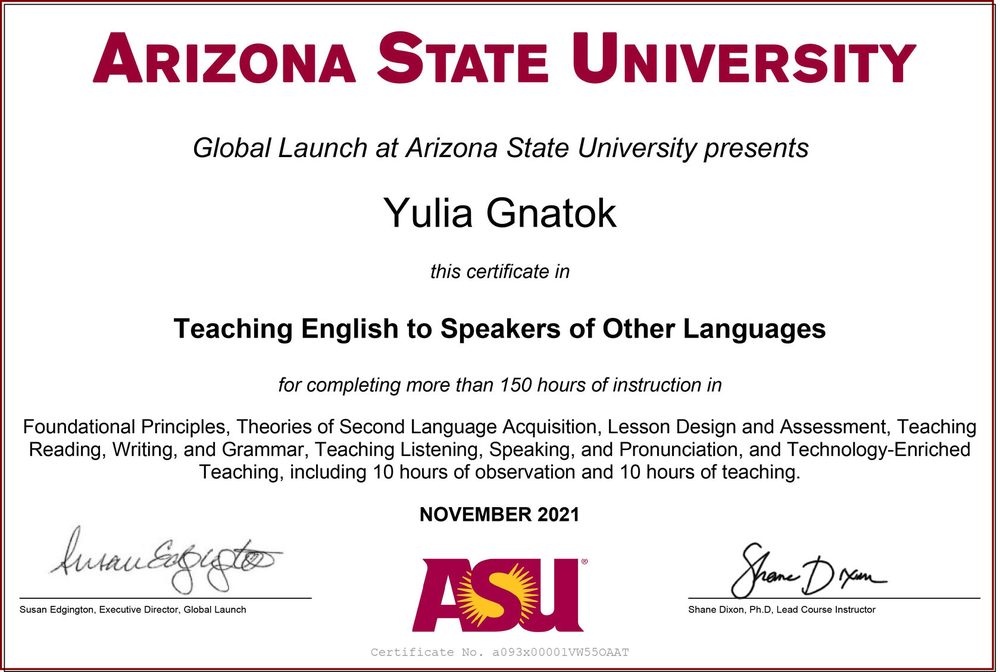 ARIZONA STATE UNIVERSITY
Global Launch at Arizona State University presents
Yulia Gnatok
this certificate in
Teaching English to Speakers of Other Languages
for completing more than 150 hours of instruction in
Foundational Principles, Theories of Second Language Acquisition, Lesson Design and Assessment, Teaching
Reading, Writing, and Grammar, Teaching Listening, Speaking, and Pronunciation, and Technology-Enriched
Teaching, including 10 hours of observation and 10 hours of teaching.
NOVEMBER 2021
Susan Edgington
Shane Dixon
ASU®
Susan Edgington, Executive Director, Global Launch
Shane Dixon, Ph.D, Lead Course Instructor
Certificate No. a093x00001VW55OAAT